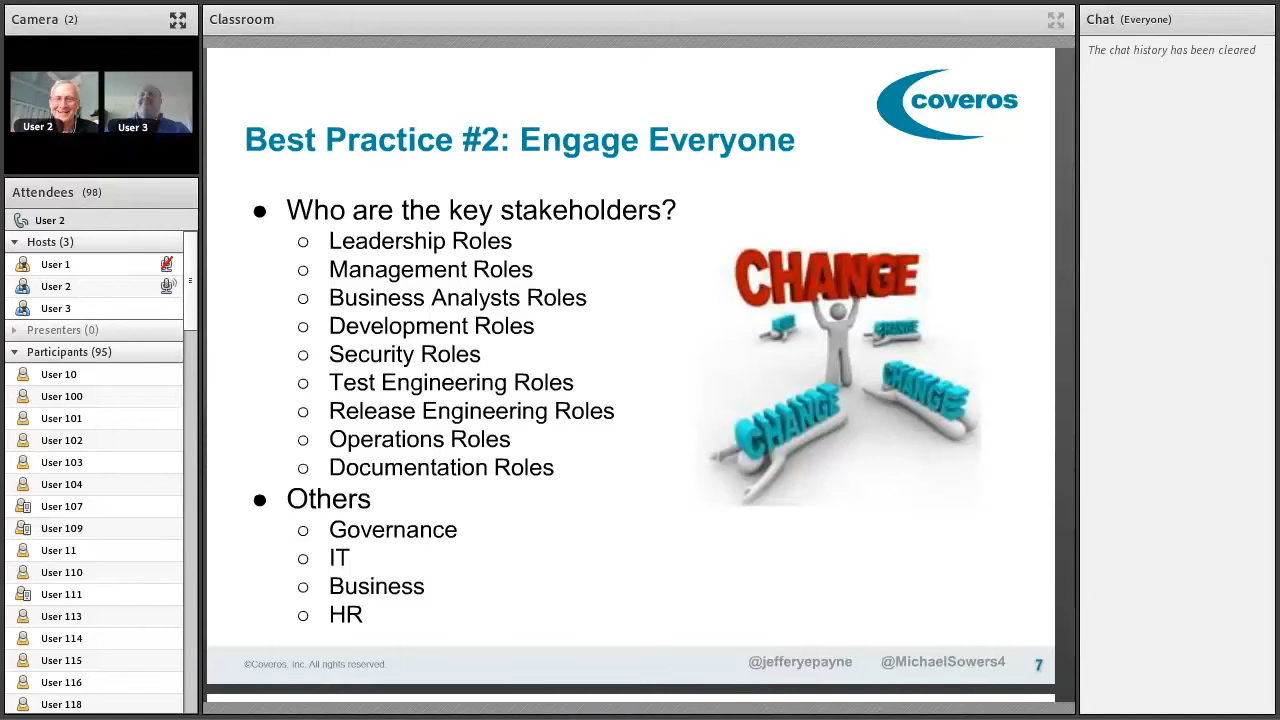 Camera (2)
User 2
User 3
Attendees (98)
User 2
Hosts (3)
User 1
User 2
User 3
Presenters (0)
Participants (95)
User 10
User 100
User 101
User 102
User 103
User 104
User 107
User 109
User 11
User 110
User 111
User 113
User 114
User 115
User 116
User 118
Classroom
coveros
Best Practice #2: Engage Everyone
Who are the key stakeholders?
Leadership Roles
Management Roles
Business Analysts Roles
Development Roles
Security Roles
Test Engineering Roles
Release Engineering Roles
Operations Roles
Documentation Roles
Others
Governance
IT
Business
HR
CHANGE
CHANGE
CHANGE
CHANGE
CHANGE
©Coveros, Inc. All rights reserved.
@jefferyepayne
@MichaelSowers4
7
Chat (Everyone)
The chat history has been cleared